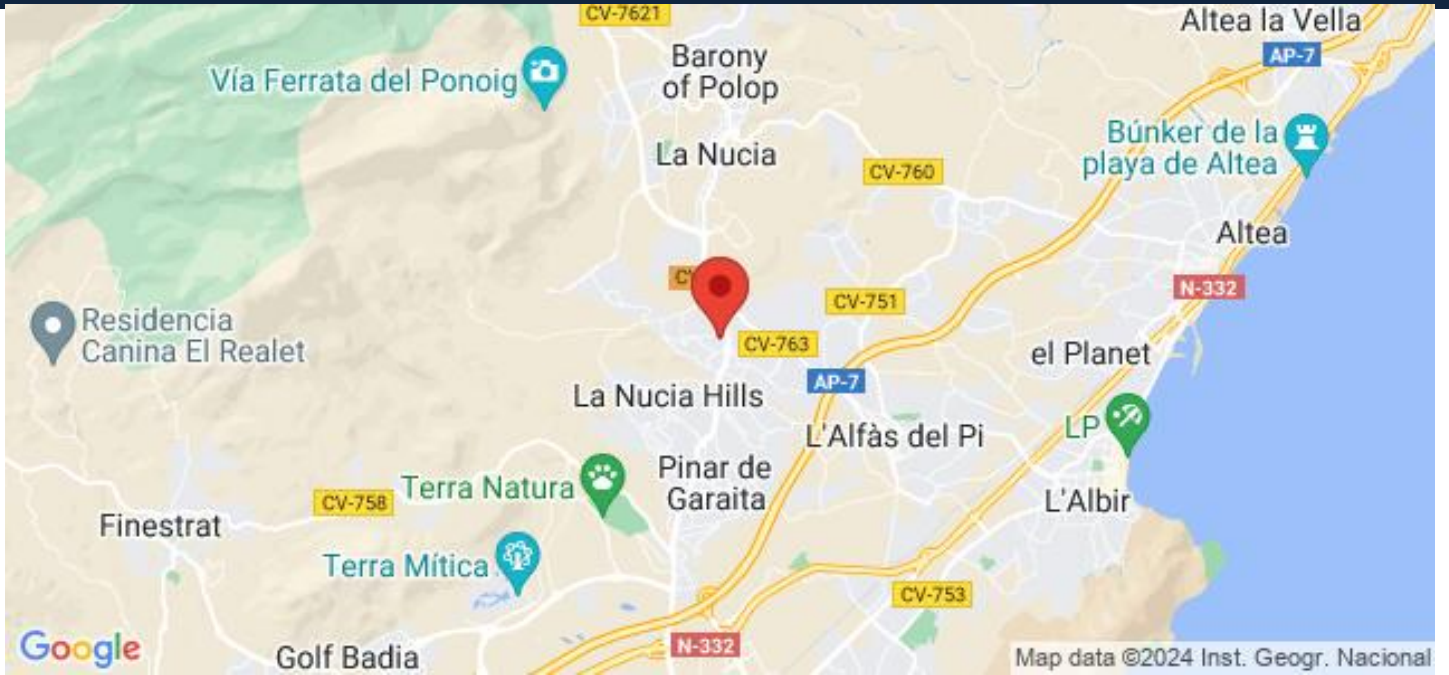 CV-7621
Altea la Vella
AP-7
Barony
of Polop
Vía Ferrata del Ponoig
Búnker de la
playa de Altea
La Nucia
CV-760
Altea
N-332
CV-751
Residencia
Canina El Realet
CV-763
el Planet
AP-7
La Nucia Hills
LP
L'Alfàs del Pi
Pinar de
Garaita
Terra Natura
CV-758
L'Albir
Finestrat
Terra Mítica
CV-753
N-332
Golf Badia
Google
Map data ©2024 Inst. Geogr. Nacional